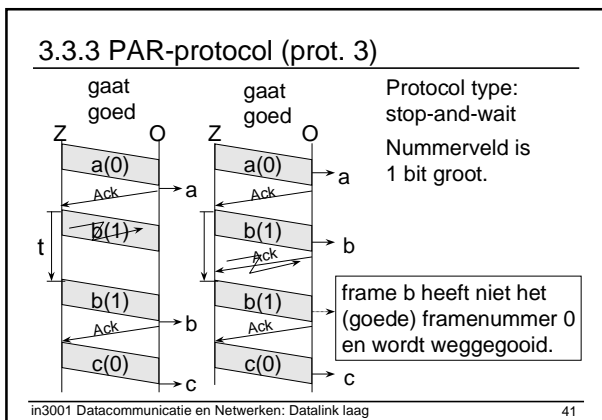 3.3.3 PAR-protocol (prot. 3)
gaat
goed
Z O
a(0)
Ack
a
b(1)
t
b(1)
Ack
b
c(0)
c
gaat
goed
Z O
a(0)
a
Ack
b(1)
b
Ack
b(1)
Ack
c(0)
c
Protocol type:
stop-and-wait
Nummerveld is
1 bit groot.
frame b heeft niet het
(goede) framenummer 0
en wordt weggegooid.
in3001 Datacommunicatie en Netwerken: Datalink laag 41